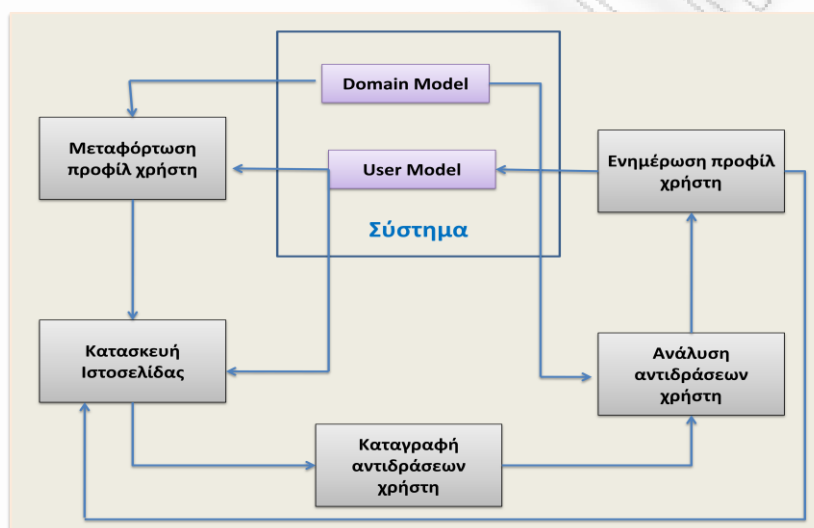 Domain Model
Μεταφόρτωση
προφίλ χρήστη
User Model
Ενημέρωση προφίλ
χρήστη
Σύστημα
Κατασκευή
Ιστοσελίδας
Ανάλυση
αντιδράσεων
χρήστη
Καταγραφή
αντιδράσεων
χρήστη